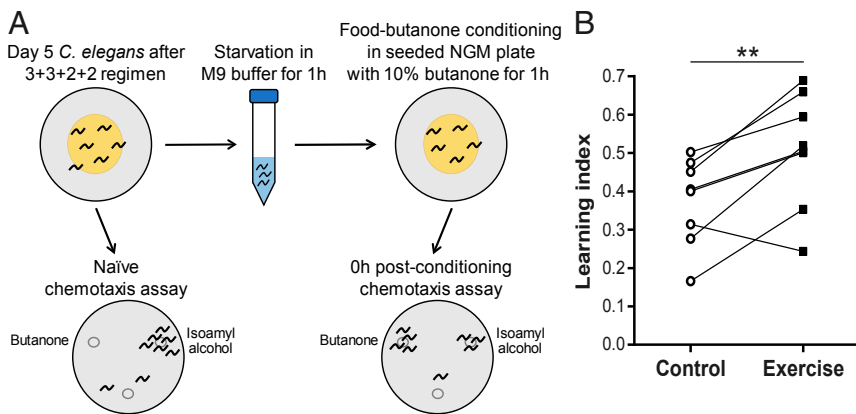 A
Day 5 C. elegans after
3+3+2+2 regimen
Starvation in
M9 buffer for 1h
Food-butanone conditioning
in seeded NGM plate
with 10% butanone for 1h
Naïve
chemotaxis assay
Butanone
Isoamyl
alcohol
0h post-conditioning
chemotaxis assay
Butanone
Isoamyl
alcohol
B
**
Learning index
0.7
0.6
0.5
0.4
0.3
0.2
0.1
0.0
Control
Exercise